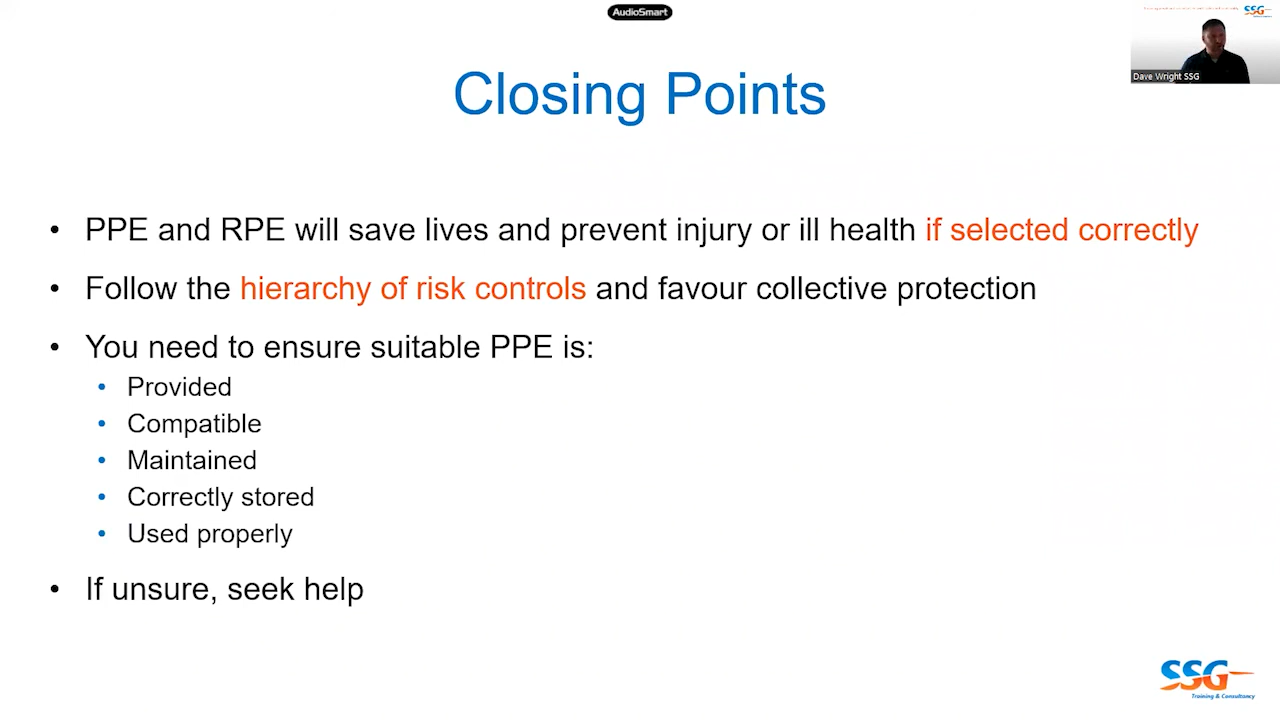 AudioSmart
SSG
Dave Wright SSG
Closing Points
• PPE and RPE will save lives and prevent injury or ill health if selected correctly
• Follow the hierarchy of risk controls and favour collective protection
• You need to ensure suitable PPE is:
• Provided
• Compatible
• Maintained
• Correctly stored
• Used properly
• If unsure, seek help
SSG
Training & Consultancy